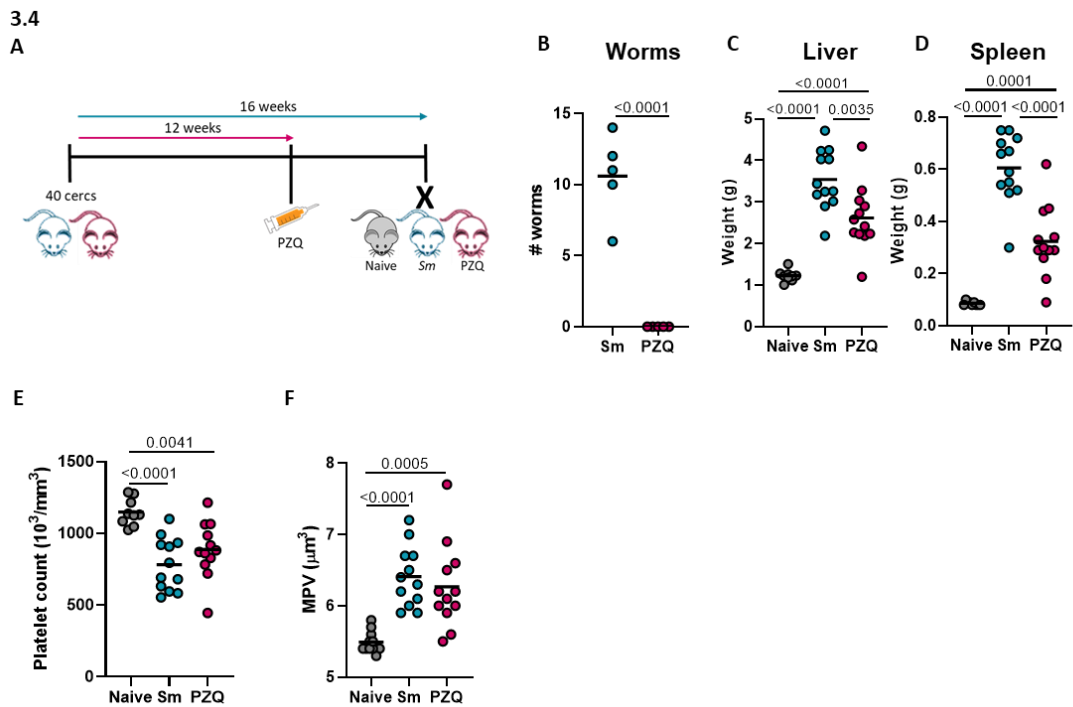 3.4
A
16 weeks
12 weeks
40 cercs
PZQ
Naive
Sm
PZQ
B
Worms
<0.0001
# worms
15
10
5
0
Sm
PZQ
C
Liver
<0.0001
<0.0001
0.0035
Weight (g)
5
4
3
2
1
0
Naive
Sm
PZQ
D
Spleen
0.0001
<0.0001
<0.0001
Weight (g)
0.8
0.6
0.4
0.2
0.0
Naive
Sm
PZQ
E
0.0041
<0.0001
Platelet count (10³/mm³)
1500
1000
500
0
Naive
Sm
PZQ
F
0.0005
<0.0001
MPV (μm³)
8
7
6
5
Naive
Sm
PZQ